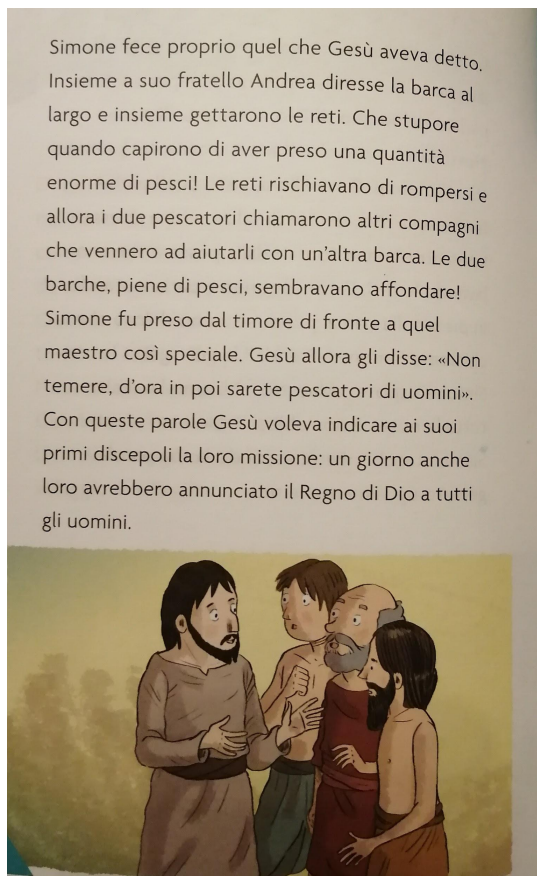 Simone fece proprio quel che Gesù aveva detto.
Insieme a suo fratello Andrea diresse la barca al
largo e insieme gettarono le reti. Che stupore
quando capirono di aver preso una quantità
enorme di pesci! Le reti rischiavano di rompersi e
allora i due pescatori chiamarono altri compagni
che vennero ad aiutarli con un'altra barca. Le due
barche, piene di pesci, sembravano affondare!
Simone fu preso dal timore di fronte a quel
maestro così speciale. Gesù allora gli disse: «Non
temere, d'ora in poi sarete pescatori di uomini».
Con queste parole Gesù voleva indicare ai suoi
primi discepoli la loro missione: un giorno anche
loro avrebbero annunciato il Regno di Dio a tutti
gli uomini.